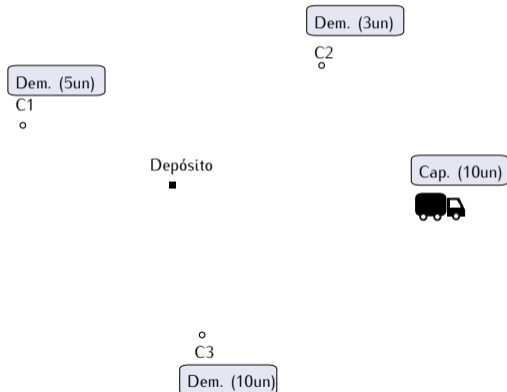 Dem. (3un)
C2
Dem. (5un)
C1
Depósito
Cap. (10un)
C3
Dem. (10un)